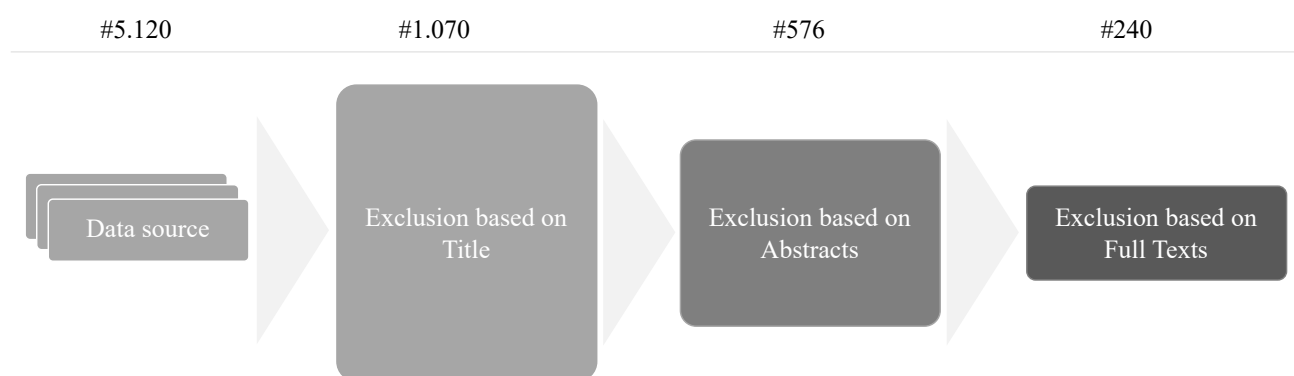 #5.120
#1.070
#576
#240
Data source
Exclusion based on
Title
Exclusion based on
Abstracts
Exclusion based on
Full Texts